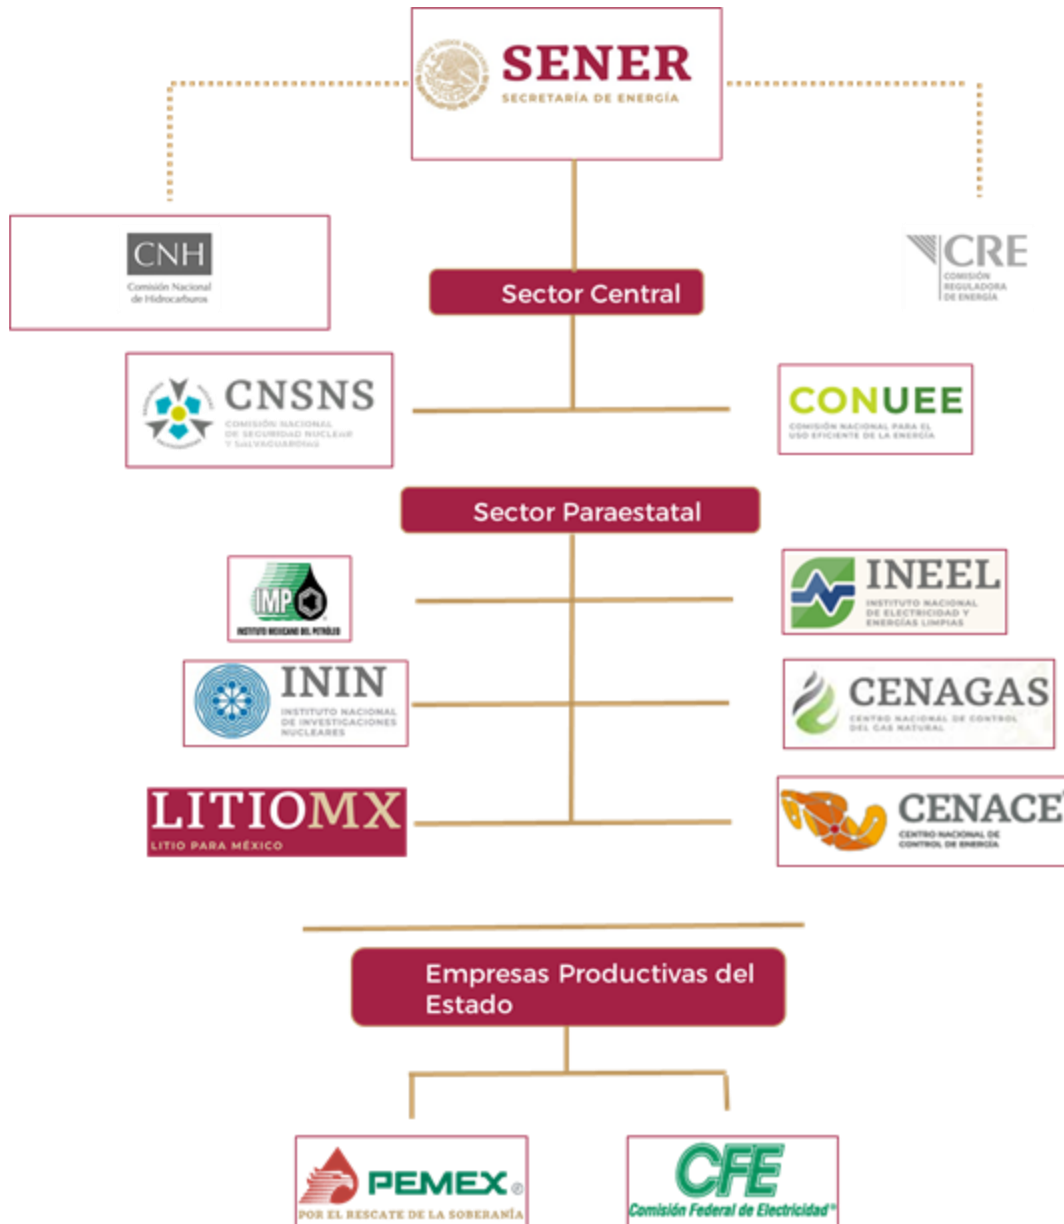 SENER
SECRETARÍA DE ENERGÍA
CNH
Comisión Nacional
de Hidrocarburos
CRE
COMISIÓN
REGULADORA
DE ENERGÍA
Sector Central
CNSNS
COMISIÓN NACIONAL
DE SEGURIDAD NUCLEAR
Y SALVAGUARDIAS
CONUEE
COMISIÓN NACIONAL PARA EL
USO EFICIENTE DE LA ENERGÍA
Sector Paraestatal
IMP
INSTITUTO MEXICANO DEL PETRÓLEO
INEEL
INSTITUTO NACIONAL
DE ELECTRICIDAD Y
ENERGÍAS LIMPIAS
ININ
INSTITUTO NACIONAL
DE INVESTIGACIONES
NUCLEARES
CENAGAS
CENTRO NACIONAL DE CONTROL
DEL GAS NATURAL
LITIOMX
LITIO PARA MÉXICO
CENACE
CENTRO NACIONAL DE
CONTROL DE ENERGÍA
Empresas Productivas del
Estado
PEMEX®
POR EL RESCATE DE LA SOBERANÍA
CFE
Comisión Federal de Electricidad®